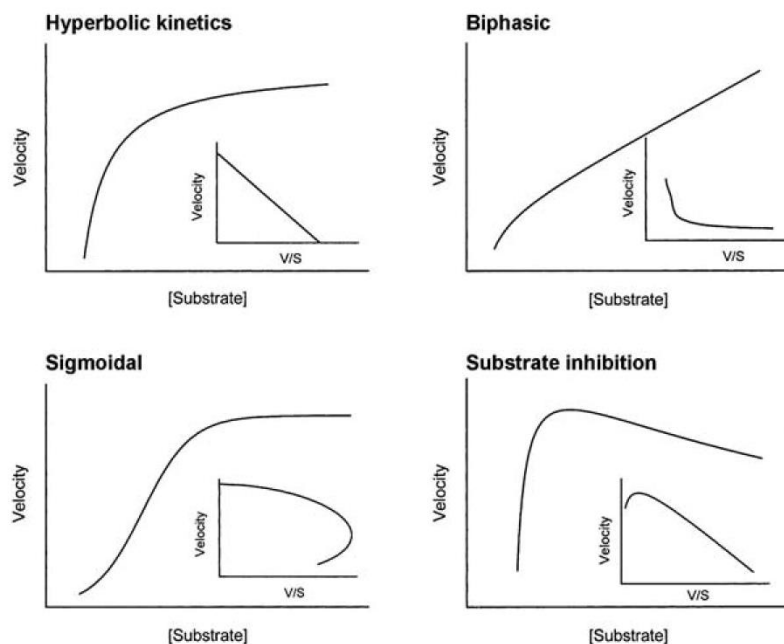 Hyperbolic kinetics
Velocity
Velocity
V/S
[Substrate]
Biphasic
Velocity
Velocity
V/S
[Substrate]
Sigmoidal
Velocity
Velocity
V/S
[Substrate]
Substrate inhibition
Velocity
Velocity
V/S
[Substrate]